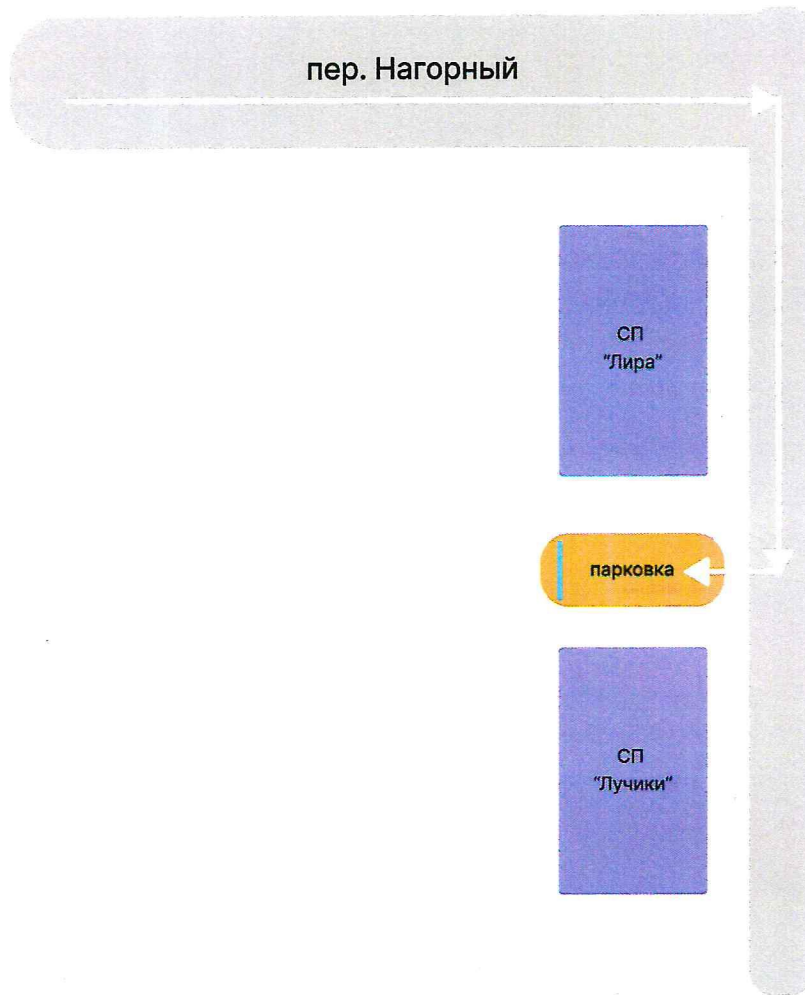 пер. Нагорный
СП
"Лира"
парковка
СП
"Лучики"